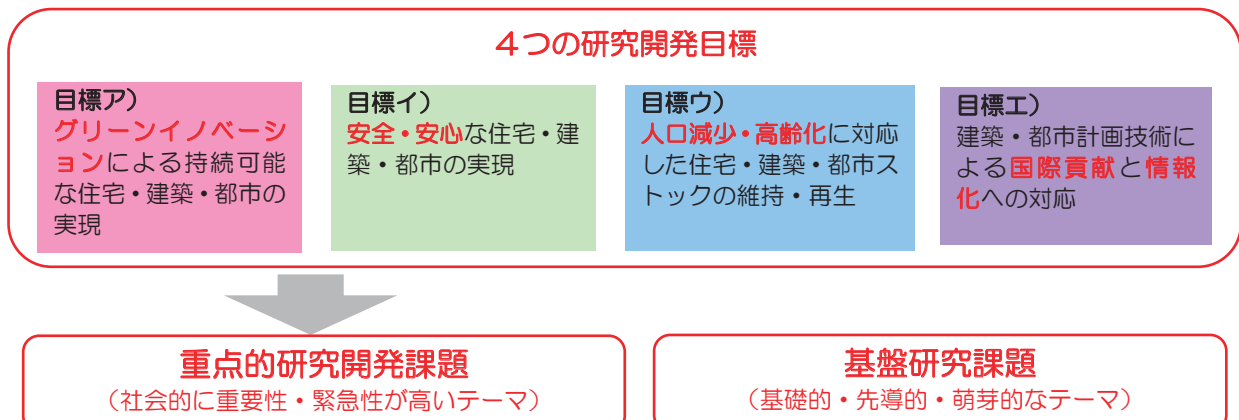 ４つの研究開発目標
目標ア）
グリーンイノベーシ
ョンによる持続可能
な住宅・建築・都市の
実現
目標イ）
安全・安心な住宅・建
築・都市の実現
目標ウ）
人口減少・高齢化に対応
した住宅・建築・都市ス
トックの維持・再生
目標エ）
建築・都市計画技術に
よる国際貢献と情報
化への対応
重点的研究開発課題
（社会的に重要性・緊急性が高いテーマ）
基盤研究課題
（基礎的・先導的・萌芽的なテーマ）